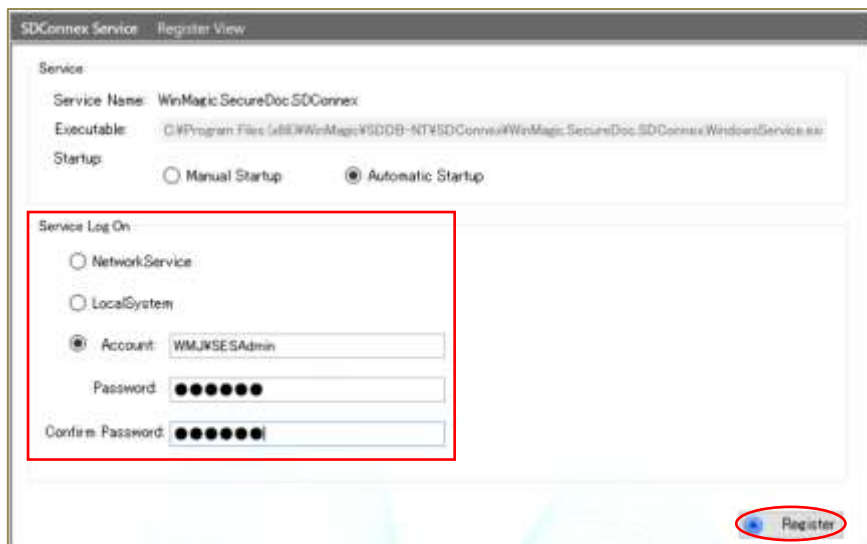 SDConnex Service Register View
Service
Service Name: WinMagic.SecureDoc.SDConnex
Executable: C:¥Program Files (x86)¥WinMagic¥SDDB-NT¥SDConnex¥WinMagic.SecureDoc.SDConnex.WindowsService.exe
Startup:
Manual Startup Automatic Startup
Service Log On
NetworkService
LocalSystem
Account: WMJ¥SESAdmin
Password: ●●●●●●
Confirm Password: ●●●●●●
Register